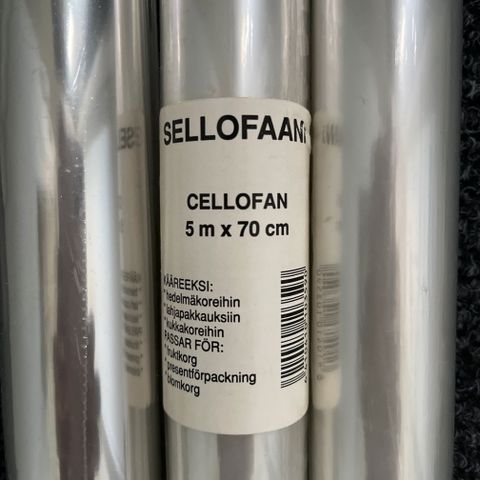 SELLOFAANI
CELLOFAN
5 m x 70 cm
KÄÄREEKSI:
* hedelmäkoreihin
* lahjapakkauksiin
* kukkakoreihin
PASSAR FÖR:
* fruktkorg
* presentförpackning
* blomkorg